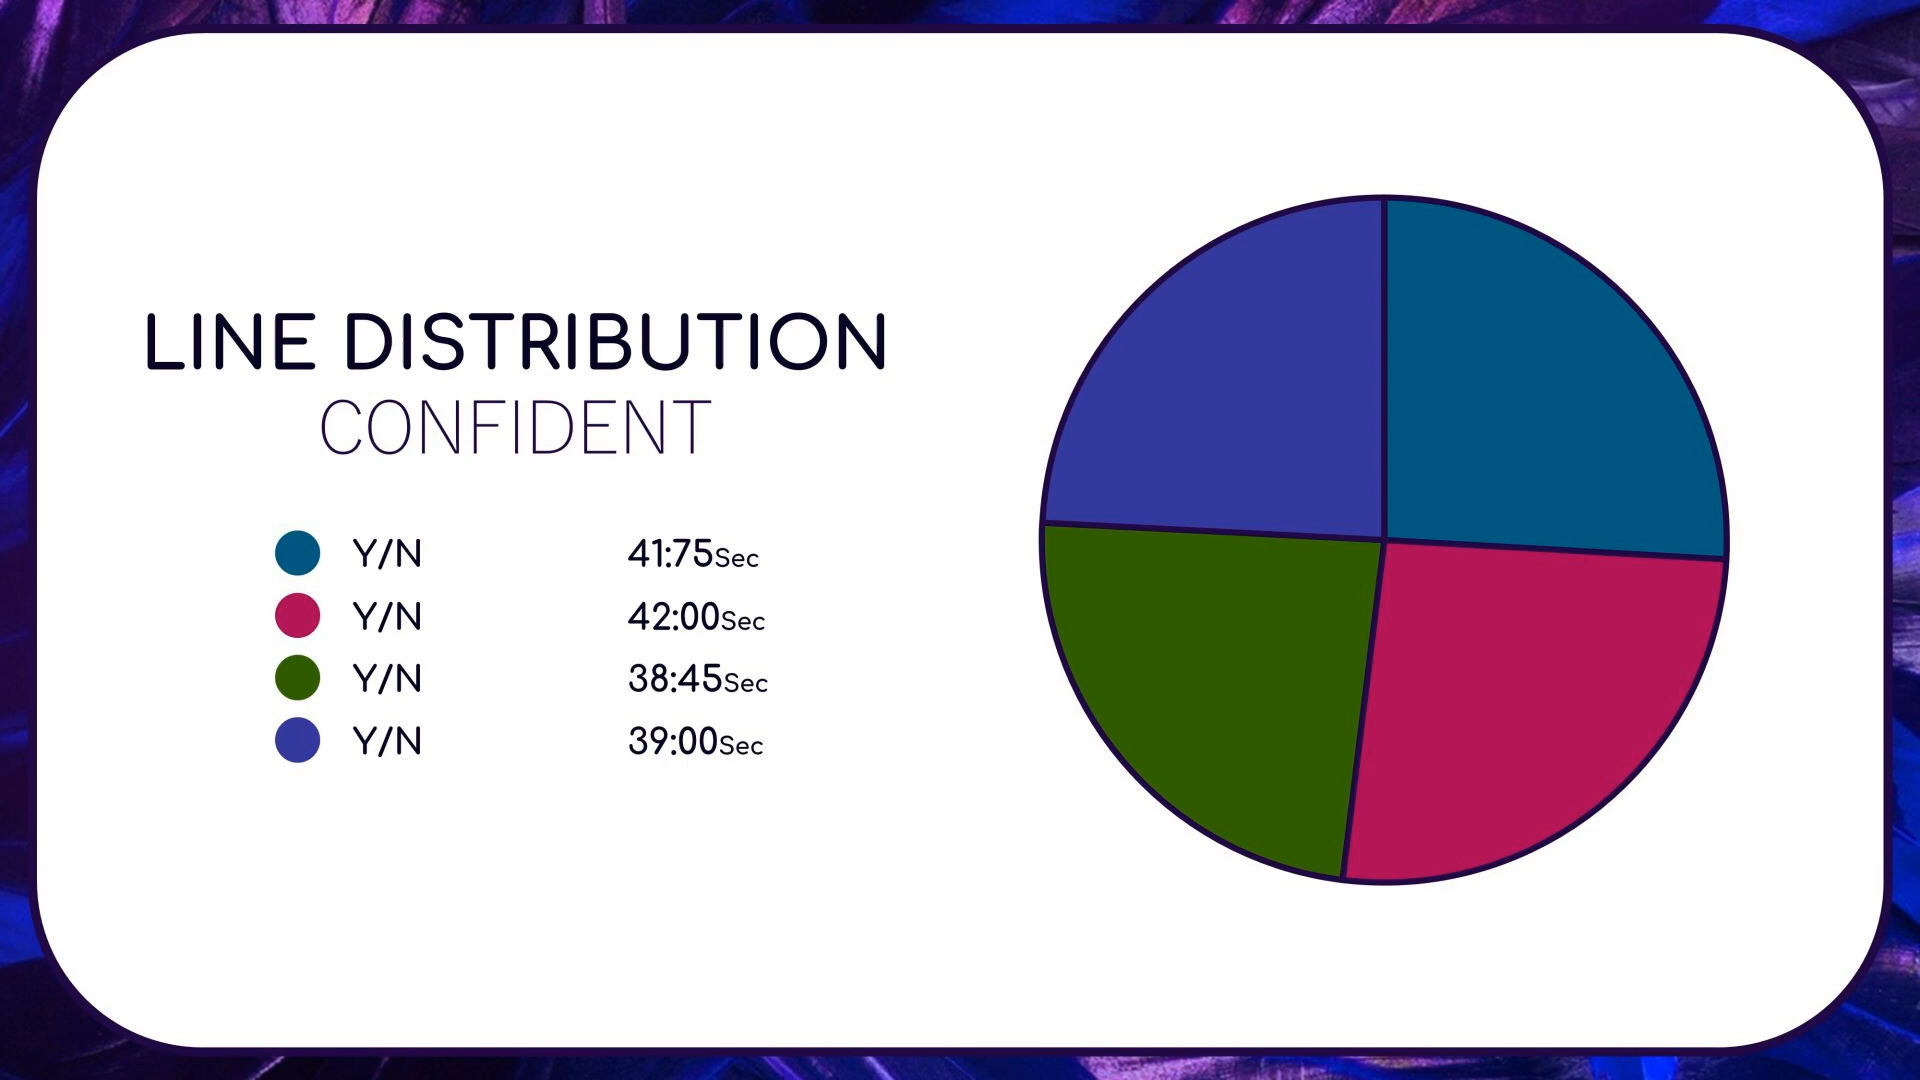 LINE DISTRIBUTION
CONFIDENT
Y/N 41:75Sec
Y/N 42:00Sec
Y/N 38:45Sec
Y/N 39:00Sec